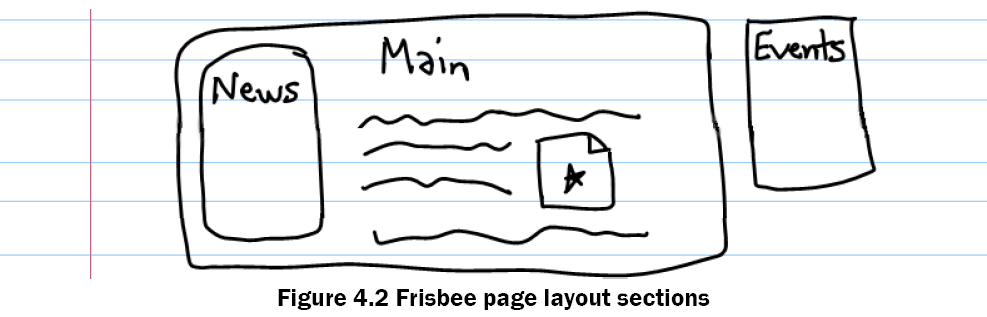 Main
News
Events
Figure 4.2 Frisbee page layout sections